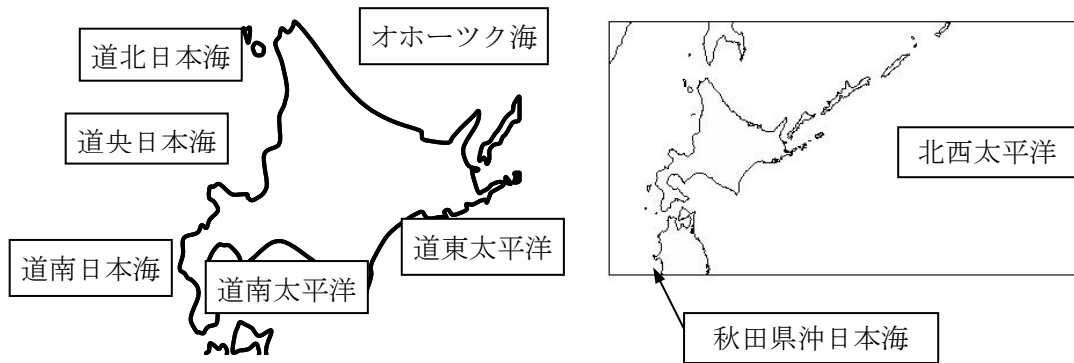 道北日本海
オホーツク海
道央日本海
道南日本海
道南太平洋
道東太平洋
北西太平洋
秋田県沖日本海